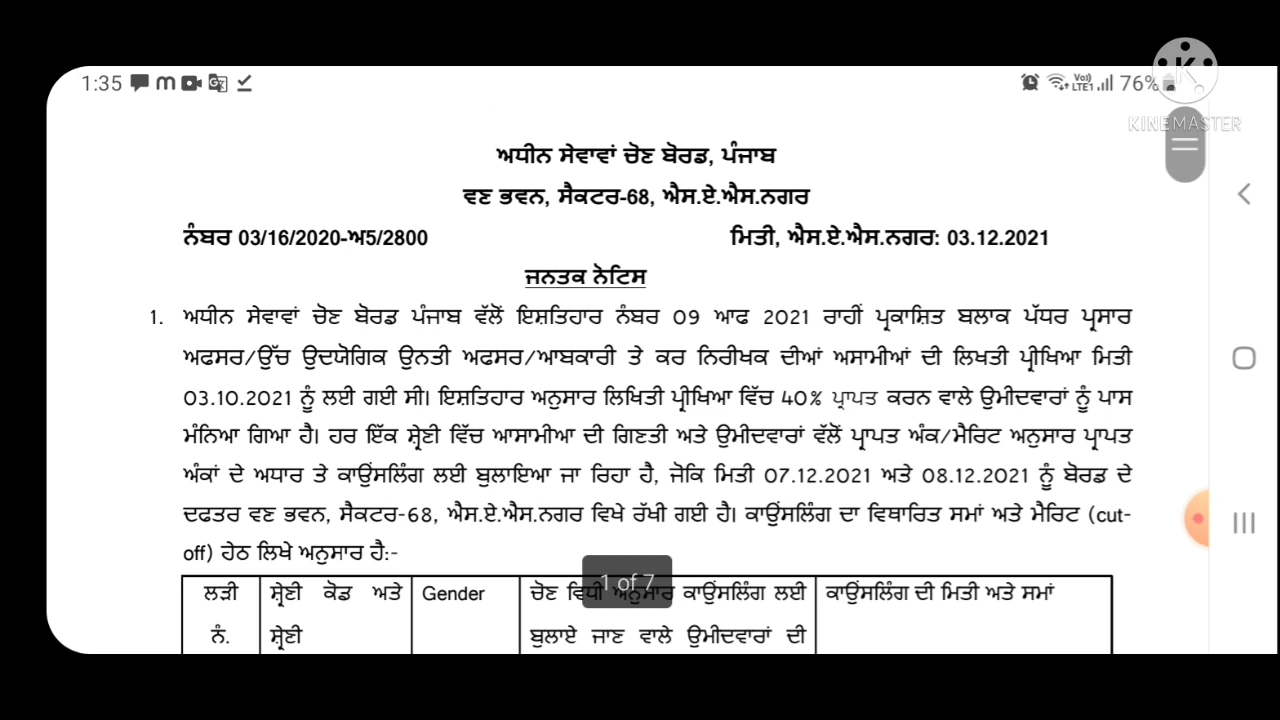 1:35
Vo)) LTE1 76%
KINEMASTER
ਅਧੀਨ ਸੇਵਾਵਾਂ ਚੋਣ ਬੋਰਡ, ਪੰਜਾਬ
ਵਣ ਭਵਨ, ਸੈਕਟਰ-68, ਐਸ.ਏ.ਐਸ.ਨਗਰ
ਨੰਬਰ 03/16/2020-ਅ5/2800 ਮਿਤੀ, ਐਸ.ਏ.ਐਸ.ਨਗਰ: 03.12.2021
ਜਨਤਕ ਨੋਟਿਸ
1. ਅਧੀਨ ਸੇਵਾਵਾਂ ਚੋਣ ਬੋਰਡ ਪੰਜਾਬ ਵੱਲੋਂ ਇਸ਼ਤਿਹਾਰ ਨੰਬਰ 09 ਆਫ 2021 ਰਾਹੀਂ ਪ੍ਰਕਾਸ਼ਿਤ ਬਲਾਕ ਪੱਧਰ ਪ੍ਰਸਾਰ
ਅਫਸਰ/ਉੱਚ ਉਦਯੋਗਿਕ ਉਨਤੀ ਅਫਸਰ/ਆਬਕਾਰੀ ਤੇ ਕਰ ਨਿਰੀਖਕ ਦੀਆਂ ਅਸਾਮੀਆਂ ਦੀ ਲਿਖਤੀ ਪ੍ਰੀਖਿਆ ਮਿਤੀ
03.10.2021 ਨੂੰ ਲਈ ਗਈ ਸੀ। ਇਸ਼ਤਿਹਾਰ ਅਨੁਸਾਰ ਲਿਖਿਤੀ ਪ੍ਰੀਖਿਆ ਵਿੱਚ 40% ਪ੍ਰਾਪਤ ਕਰਨ ਵਾਲੇ ਉਮੀਦਵਾਰਾਂ ਨੂੰ ਪਾਸ
ਮੰਨਿਆ ਗਿਆ ਹੈ। ਹਰ ਇੱਕ ਸ਼੍ਰੇਣੀ ਵਿੱਚ ਆਸਾਮੀਆ ਦੀ ਗਿਣਤੀ ਅਤੇ ਉਮੀਦਵਾਰਾਂ ਵੱਲੋਂ ਪ੍ਰਾਪਤ ਅੰਕ/ਮੈਰਿਟ ਅਨੁਸਾਰ ਪ੍ਰਾਪਤ
ਅੰਕਾਂ ਦੇ ਅਧਾਰ ਤੇ ਕਾਉਂਸਲਿੰਗ ਲਈ ਬੁਲਾਇਆ ਜਾ ਰਿਹਾ ਹੈ, ਜੋਕਿ ਮਿਤੀ 07.12.2021 ਅਤੇ 08.12.2021 ਨੂੰ ਬੋਰਡ ਦੇ
ਦਫਤਰ ਵਣ ਭਵਨ, ਸੈਕਟਰ-68, ਐਸ.ਏ.ਐਸ.ਨਗਰ ਵਿਖੇ ਰੱਖੀ ਗਈ ਹੈ। ਕਾਉਂਸਲਿੰਗ ਦਾ ਵਿਥਾਰਿਤ ਸਮਾਂ ਅਤੇ ਮੈਰਿਟ (cut-
off) ਹੇਠ ਲਿਖੇ ਅਨੁਸਾਰ ਹੈ:-
1 of 7
ਲੜੀ ਸ਼੍ਰੇਣੀ ਕੋਡ ਅਤੇ Gender ਚੋਣ ਵਿਧੀ ਅਨੁਸਾਰ ਕਾਉਂਸਲਿੰਗ ਲਈ ਕਾਉਂਸਲਿੰਗ ਦੀ ਮਿਤੀ ਅਤੇ ਸਮਾਂ
ਨੰ. ਸ਼੍ਰੇਣੀ ਬੁਲਾਏ ਜਾਣ ਵਾਲੇ ਉਮੀਦਵਾਰਾਂ ਦੀ